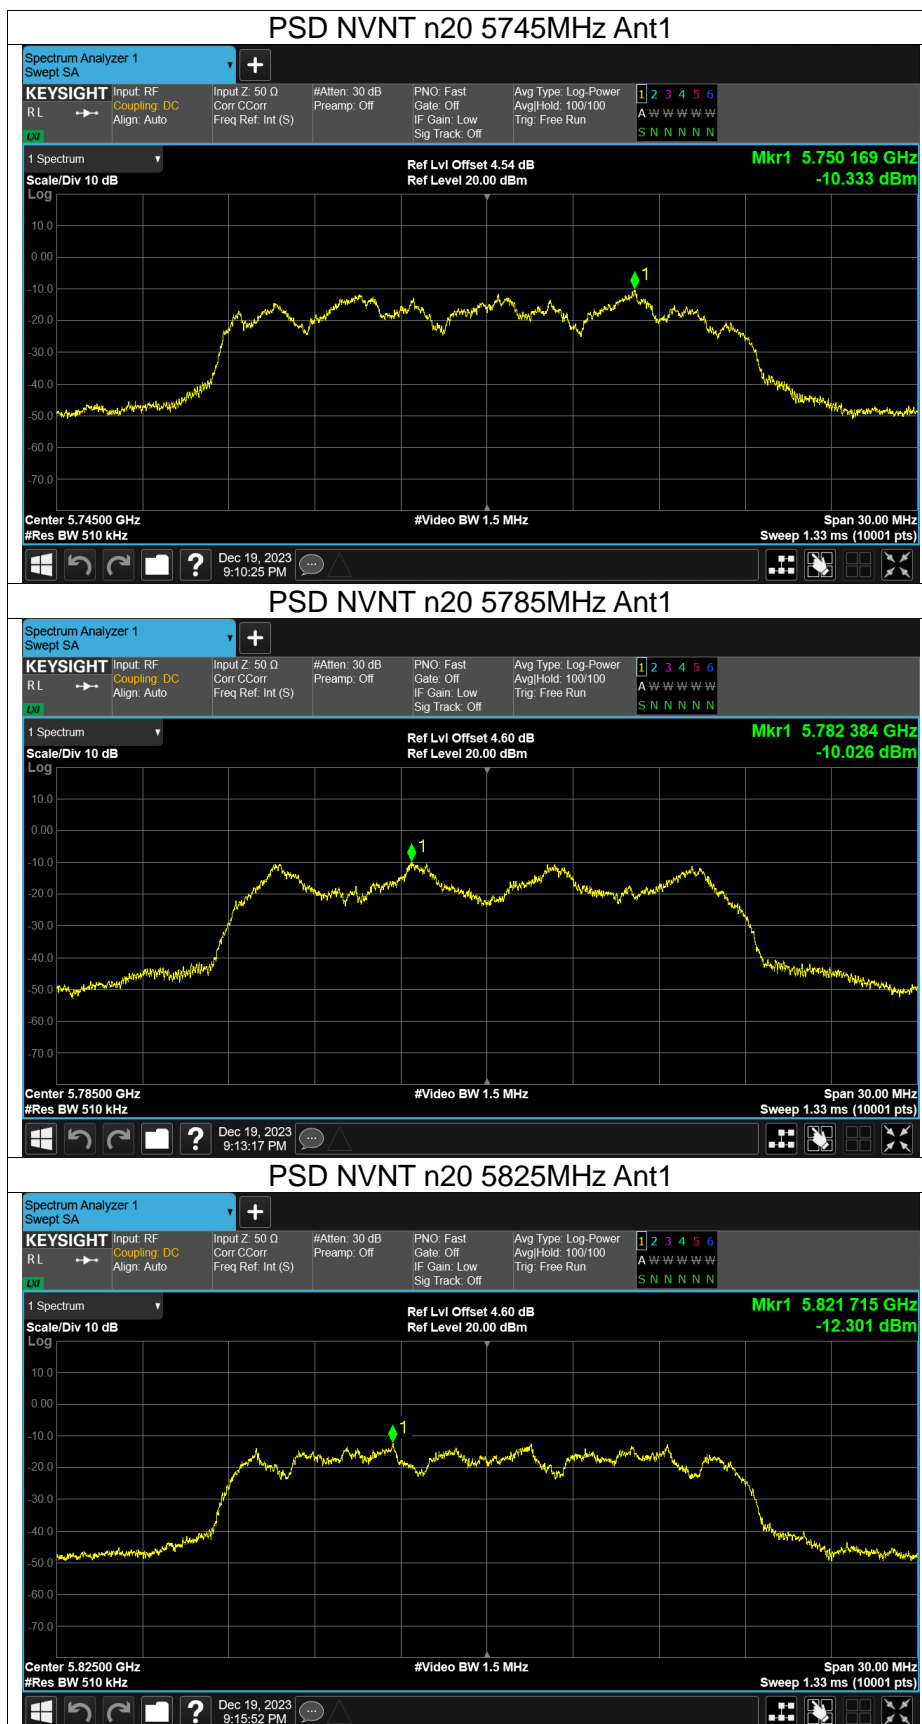 PSD NVNT n20 5745MHz Ant1
Spectrum Analyzer 1
Swept SA
KEYSIGHT
R L
LXI
Input: RF
Coupling: DC
Align: Auto
Input Z: 50 Ω
Corr CCorr
Freq Ref: Int (S)
#Atten: 30 dB
Preamp: Off
PNO: Fast
Gate: Off
IF Gain: Low
Sig Track: Off
Avg Type: Log-Power
Avg|Hold: 100/100
Trig: Free Run
1 2 3 4 5 6
A W W W W W
S N N N N N
1 Spectrum
Scale/Div 10 dB
Ref Lvl Offset 4.54 dB
Ref Level 20.00 dBm
Mkr1 5.750 169 GHz
-10.333 dBm
Log
10.0
0.00
-10.0
-20.0
-30.0
-40.0
-50.0
-60.0
-70.0
1
Center 5.74500 GHz
#Res BW 510 kHz
#Video BW 1.5 MHz
Span 30.00 MHz
Sweep 1.33 ms (10001 pts)
Dec 19, 2023
9:10:25 PM
PSD NVNT n20 5785MHz Ant1
Spectrum Analyzer 1
Swept SA
KEYSIGHT
R L
LXI
Input: RF
Coupling: DC
Align: Auto
Input Z: 50 Ω
Corr CCorr
Freq Ref: Int (S)
#Atten: 30 dB
Preamp: Off
PNO: Fast
Gate: Off
IF Gain: Low
Sig Track: Off
Avg Type: Log-Power
Avg|Hold: 100/100
Trig: Free Run
1 2 3 4 5 6
A W W W W W
S N N N N N
1 Spectrum
Scale/Div 10 dB
Ref Lvl Offset 4.60 dB
Ref Level 20.00 dBm
Mkr1 5.782 384 GHz
-10.026 dBm
Log
10.0
0.00
-10.0
-20.0
-30.0
-40.0
-50.0
-60.0
-70.0
1
Center 5.78500 GHz
#Res BW 510 kHz
#Video BW 1.5 MHz
Span 30.00 MHz
Sweep 1.33 ms (10001 pts)
Dec 19, 2023
9:13:17 PM
PSD NVNT n20 5825MHz Ant1
Spectrum Analyzer 1
Swept SA
KEYSIGHT
R L
LXI
Input: RF
Coupling: DC
Align: Auto
Input Z: 50 Ω
Corr CCorr
Freq Ref: Int (S)
#Atten: 30 dB
Preamp: Off
PNO: Fast
Gate: Off
IF Gain: Low
Sig Track: Off
Avg Type: Log-Power
Avg|Hold: 100/100
Trig: Free Run
1 2 3 4 5 6
A W W W W W
S N N N N N
1 Spectrum
Scale/Div 10 dB
Ref Lvl Offset 4.60 dB
Ref Level 20.00 dBm
Mkr1 5.821 715 GHz
-12.301 dBm
Log
10.0
0.00
-10.0
-20.0
-30.0
-40.0
-50.0
-60.0
-70.0
1
Center 5.82500 GHz
#Res BW 510 kHz
#Video BW 1.5 MHz
Span 30.00 MHz
Sweep 1.33 ms (10001 pts)
Dec 19, 2023
9:15:52 PM